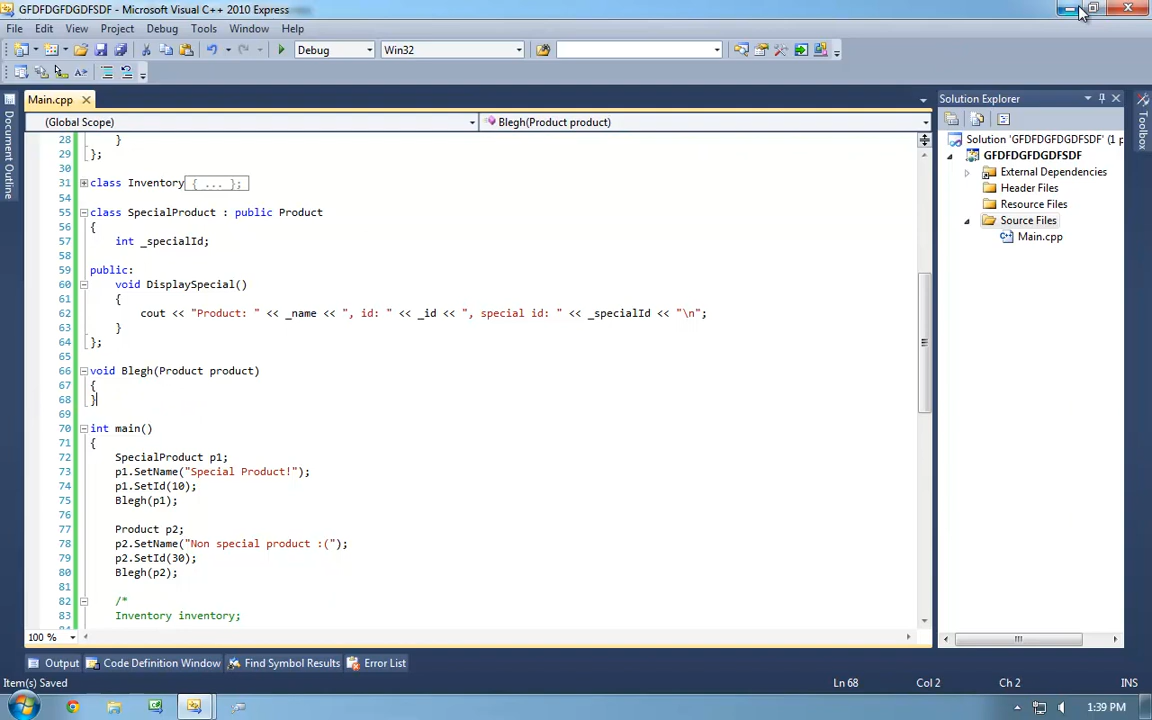 GFDFDGFDGDFSDF - Microsoft Visual C++ 2010 Express
File Edit View Project Debug Tools Window Help
Debug Win32
Main.cpp
(Global Scope) Blegh(Product product)
28 }
29 };
30
31 class Inventory{ ... };
54
55 class SpecialProduct : public Product
56 {
57 int _specialId;
58
59 public:
60 void DisplaySpecial()
61 {
62 cout << "Product: " << _name << ", id: " << _id << ", special id: " << _specialId << "\n";
63 }
64 };
65
66 void Blegh(Product product)
67 {
68 }
69
70 int main()
71 {
72 SpecialProduct p1;
73 p1.SetName("Special Product!");
74 p1.SetId(10);
75 Blegh(p1);
76
77 Product p2;
78 p2.SetName("Non special product :(");
79 p2.SetId(30);
80 Blegh(p2);
81
82 /*
83 Inventory inventory;
100 %
Document Outline
Solution Explorer
Solution 'GFDFDGFDGDFSDF' (1 p
GFDFDGFDGDFSDF
External Dependencies
Header Files
Resource Files
Source Files
Main.cpp
Toolbox
Output Code Definition Window Find Symbol Results Error List
Item(s) Saved Ln 68 Col 2 Ch 2 INS
1:39 PM